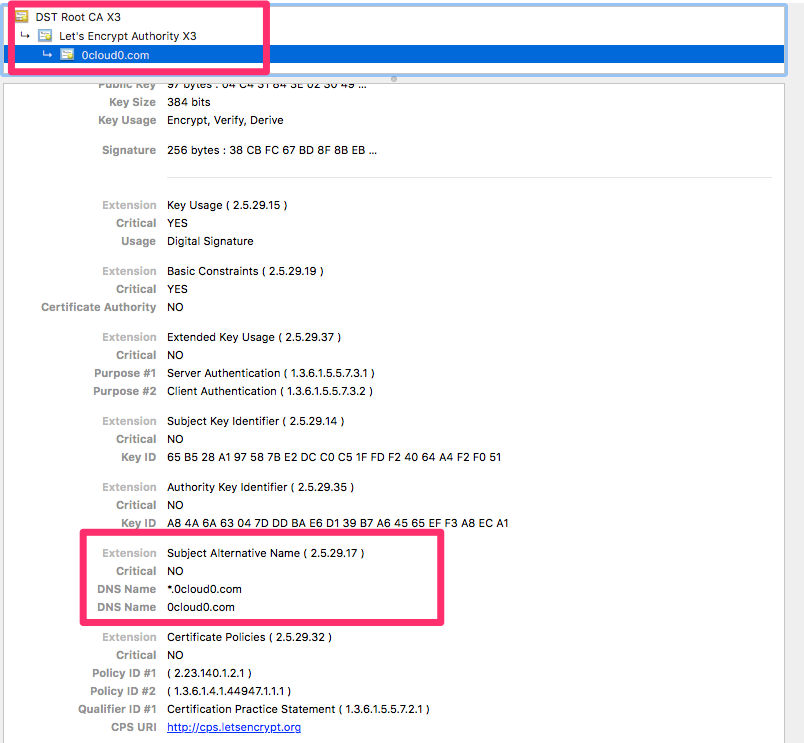 DST Root CA X3
Let's Encrypt Authority X3
0cloud0.com
Public Key 97 bytes : 04 C4 31 84 3E 02 30 49 ...
Key Size 384 bits
Key Usage Encrypt, Verify, Derive
Signature 256 bytes : 38 CB FC 67 BD 8F 8B EB ...
Extension Key Usage ( 2.5.29.15 )
Critical YES
Usage Digital Signature
Extension Basic Constraints ( 2.5.29.19 )
Critical YES
Certificate Authority NO
Extension Extended Key Usage ( 2.5.29.37 )
Critical NO
Purpose #1 Server Authentication ( 1.3.6.1.5.5.7.3.1 )
Purpose #2 Client Authentication ( 1.3.6.1.5.5.7.3.2 )
Extension Subject Key Identifier ( 2.5.29.14 )
Critical NO
Key ID 65 B5 28 A1 97 58 7B E2 DC C0 C5 1F FD F2 40 64 A4 F2 F0 51
Extension Authority Key Identifier ( 2.5.29.35 )
Critical NO
Key ID A8 4A 6A 63 04 7D DD BA E6 D1 39 B7 A6 45 65 EF F3 A8 EC A1
Extension Subject Alternative Name ( 2.5.29.17 )
Critical NO
DNS Name *.0cloud0.com
DNS Name 0cloud0.com
Extension Certificate Policies ( 2.5.29.32 )
Critical NO
Policy ID #1 ( 2.23.140.1.2.1 )
Policy ID #2 ( 1.3.6.1.4.1.44947.1.1.1 )
Qualifier ID #1 Certification Practice Statement ( 1.3.6.1.5.5.7.2.1 )
CPS URI http://cps.letsencrypt.org